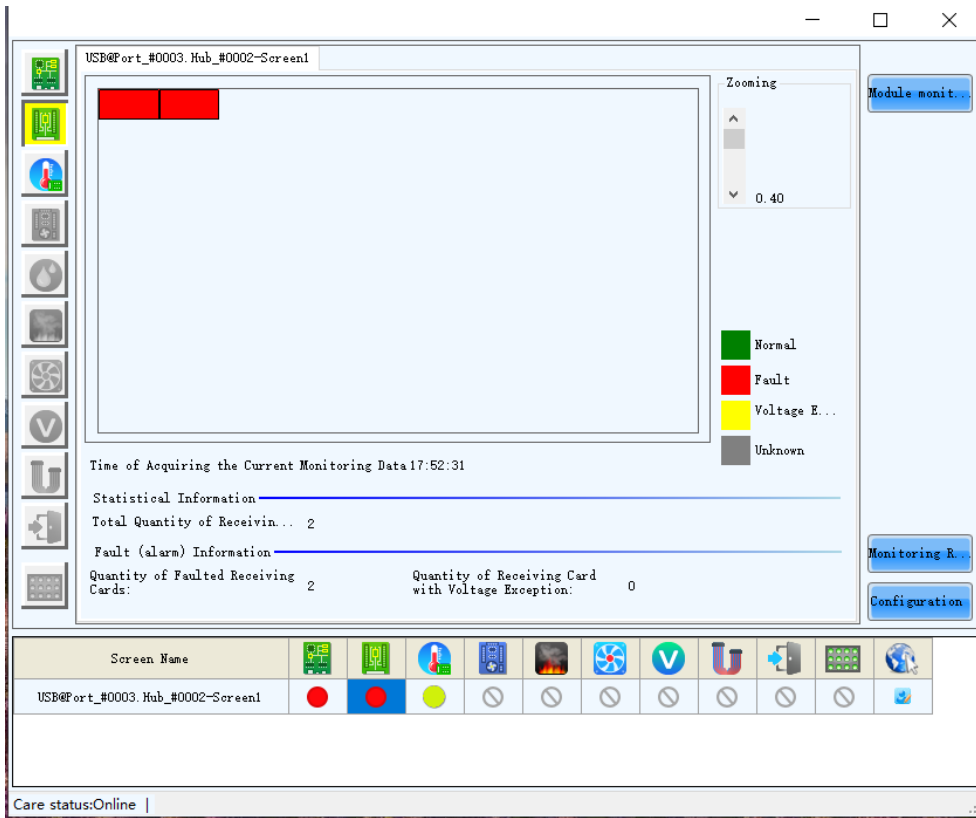 USB@Port_#0003.Hub_#0002-Screen1
Zooming
Module monit...
0.40
Normal
Fault
Voltage E...
Unknown
Time of Acquiring the Current Monitoring Data 17:52:31
Statistical Information
Total Quantity of Receivin... 2
Fault (alarm) Information
Monitoring R...
Quantity of Faulted Receiving Cards: 2
Quantity of Receiving Card with Voltage Exception: 0
Configuration
Screen Name
USB@Port_#0003.Hub_#0002-Screen1
Care status:Online |